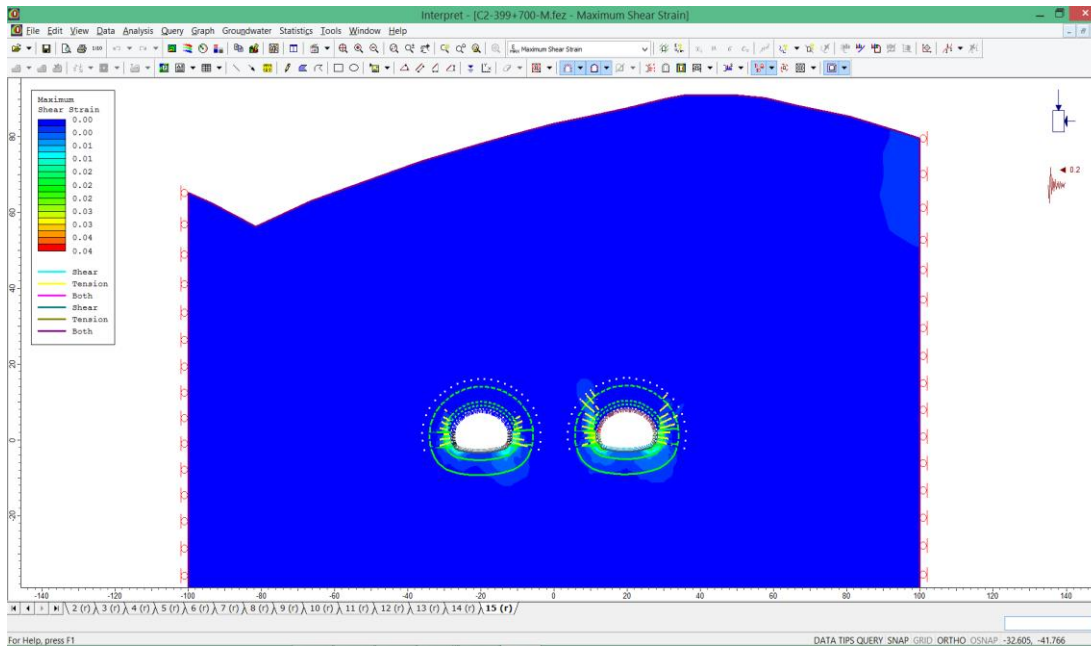 Interpret - [C2-399+700-M.fez - Maximum Shear Strain]
File Edit View Data Analysis Query Graph Groundwater Statistics Tools Window Help
Maximum Shear Strain
Maximum
Shear Strain
0.00
0.00
0.01
0.01
0.02
0.02
0.02
0.03
0.03
0.04
0.04
Shear
Tension
Both
Shear
Tension
Both
0.2
80
60
40
20
0
-20
-140 -120 -100 -80 -60 -40 -20 0 20 40 60 80 100 120 140
2 (r) 3 (r) 4 (r) 5 (r) 6 (r) 7 (r) 8 (r) 9 (r) 10 (r) 11 (r) 12 (r) 13 (r) 14 (r) 15 (r)
For Help, press F1
DATA TIPS QUERY SNAP GRID ORTHO OSNAP -32.605, -41.766